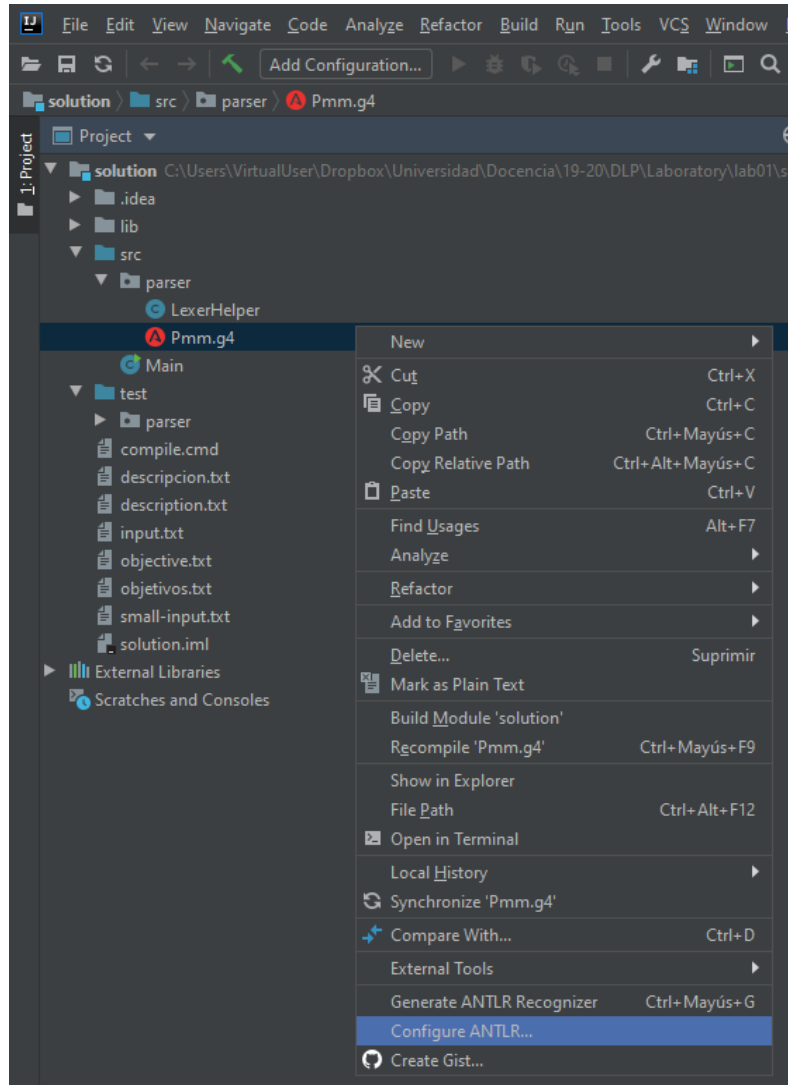 IJ File Edit View Navigate Code Analyze Refactor Build Run Tools VCS Window
Add Configuration...
solution src parser Pmm.g4
1: Project
Project
solution C:\Users\VirtualUser\Dropbox\Universidad\Docencia\19-20\DLP\Laboratory\lab01\s
.idea
lib
src
parser
LexerHelper
Pmm.g4
Main
test
parser
compile.cmd
descripcion.txt
description.txt
input.txt
objective.txt
objetivos.txt
small-input.txt
solution.iml
External Libraries
Scratches and Consoles
New
Cut Ctrl+X
Copy Ctrl+C
Copy Path Ctrl+Mayús+C
Copy Relative Path Ctrl+Alt+Mayús+C
Paste Ctrl+V
Find Usages Alt+F7
Analyze
Refactor
Add to Favorites
Delete... Suprimir
Mark as Plain Text
Build Module 'solution'
Recompile 'Pmm.g4' Ctrl+Mayús+F9
Show in Explorer
File Path Ctrl+Alt+F12
Open in Terminal
Local History
Synchronize 'Pmm.g4'
Compare With... Ctrl+D
External Tools
Generate ANTLR Recognizer Ctrl+Mayús+G
Configure ANTLR...
Create Gist...